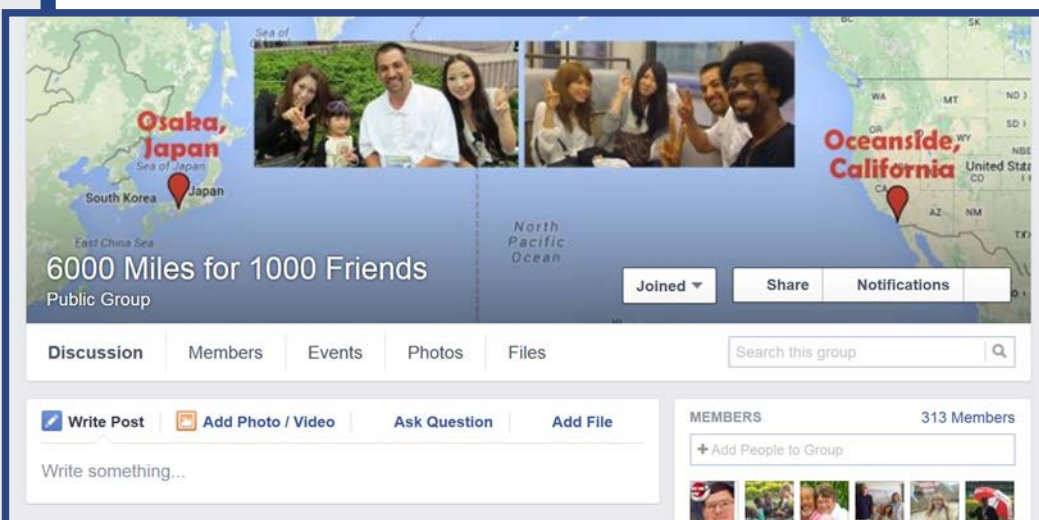 BC
SK
Sea of
WA
MT
ND
SD
Osaka,
Japan
Sea of Japan
OR
WY
Oceanside,
California
United Sta
CO
CA
South Korea
Japan
AZ
NM
East China Sea
North
Pacific
Ocean
6000 Miles for 1000 Friends
Public Group
Joined
Share
Notifications
Discussion
Members
Events
Photos
Files
Search this group
Write Post
Add Photo / Video
Ask Question
Add File
Write something...
MEMBERS
313 Members
+ Add People to Group